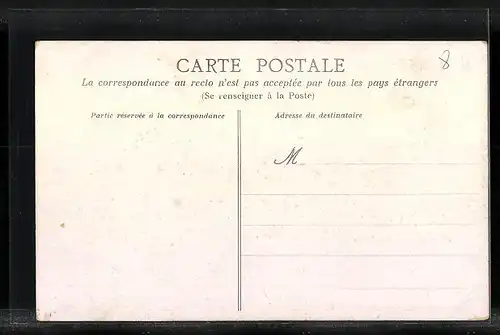 8
CARTE POSTALE
La correspondance au recto n'est pas acceptée par tous les pays étrangers
(Se renseigner à la Poste)
Partie réservée à la correspondance
Adresse du destinataire
M